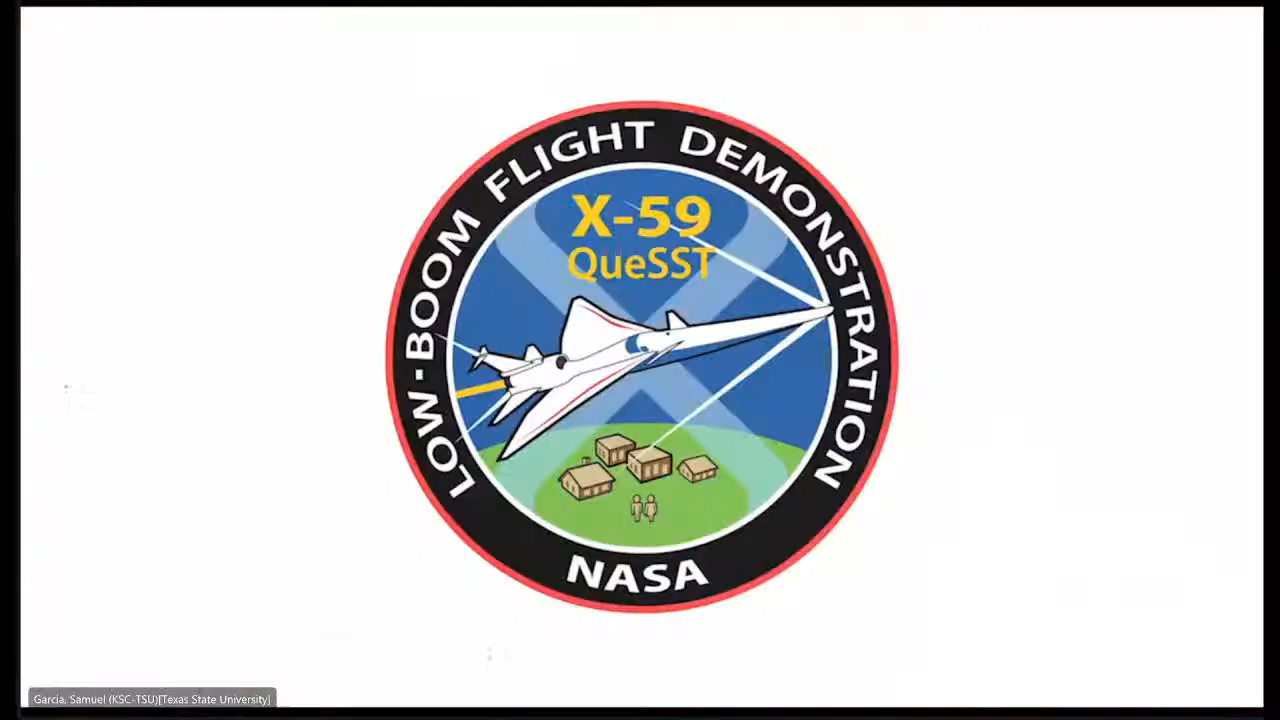 LOW-BOOM FLIGHT DEMONSTRATION
X-59
QueSST
NASA
Garcia, Samuel (KSC-TSU)[Texas State University]